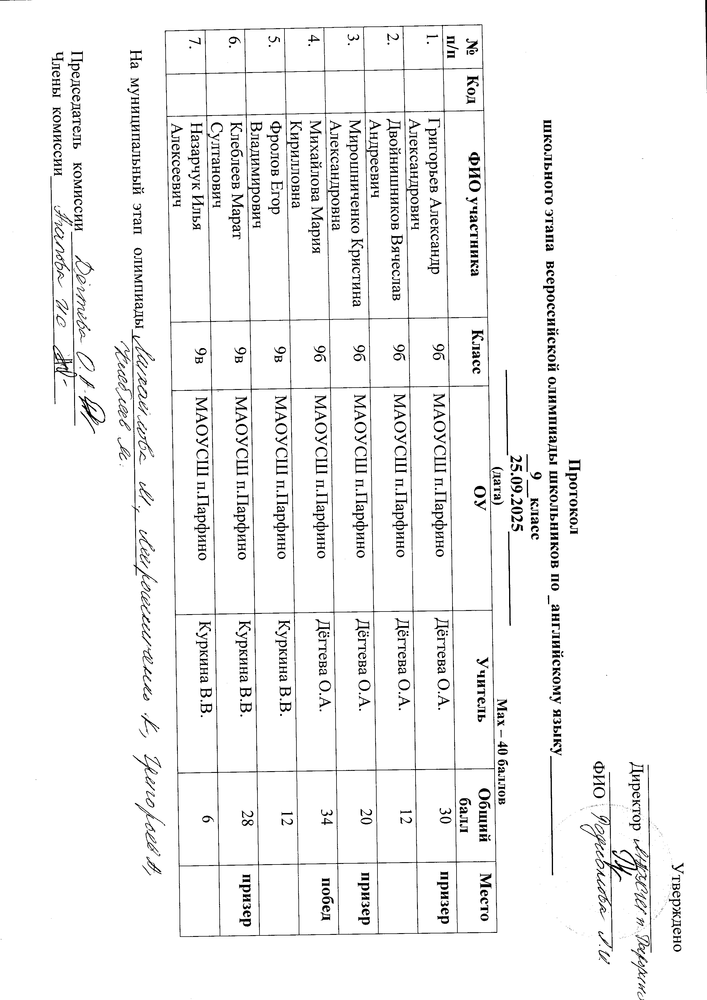 Утверждено
Директор МАОУСШ п. Парфино
ФИО
Л.И.
Протокол
школьного этапа всероссийской олимпиады школьников по _английскому языку
__9__класс
25.09.2025
(дата)
Max – 40 баллов
№ п/п Код ФИО участника Класс ОУ Учитель Общий балл Место
1. Григорьев Александр Александрович 9б МАОУСШ п.Парфино Дёгтева О.А. 30 призер
2. Двойнишников Вячеслав Андреевич 9б МАОУСШ п.Парфино Дёгтева О.А. 12
3. Мирошниченко Кристина Александровна 9б МАОУСШ п.Парфино Дёгтева О.А. 20 призер
4. Михайлова Мария Кирилловна 9б МАОУСШ п.Парфино Дёгтева О.А. 34 побед
5. Фролов Егор Владимирович 9в МАОУСШ п.Парфино Куркина В.В. 12
6. Клеблеев Марат Султанович 9в МАОУСШ п.Парфино Куркина В.В. 28 призер
7. Назарчук Илья Алексеевич 9в МАОУСШ п.Парфино Куркина В.В. 6
На муниципальный этап олимпиады Михайлова М., Мирошниченко К, Григорьев А,
Клеблеев М.
Председатель комиссии Дёгтева О.А.
Члены комиссии